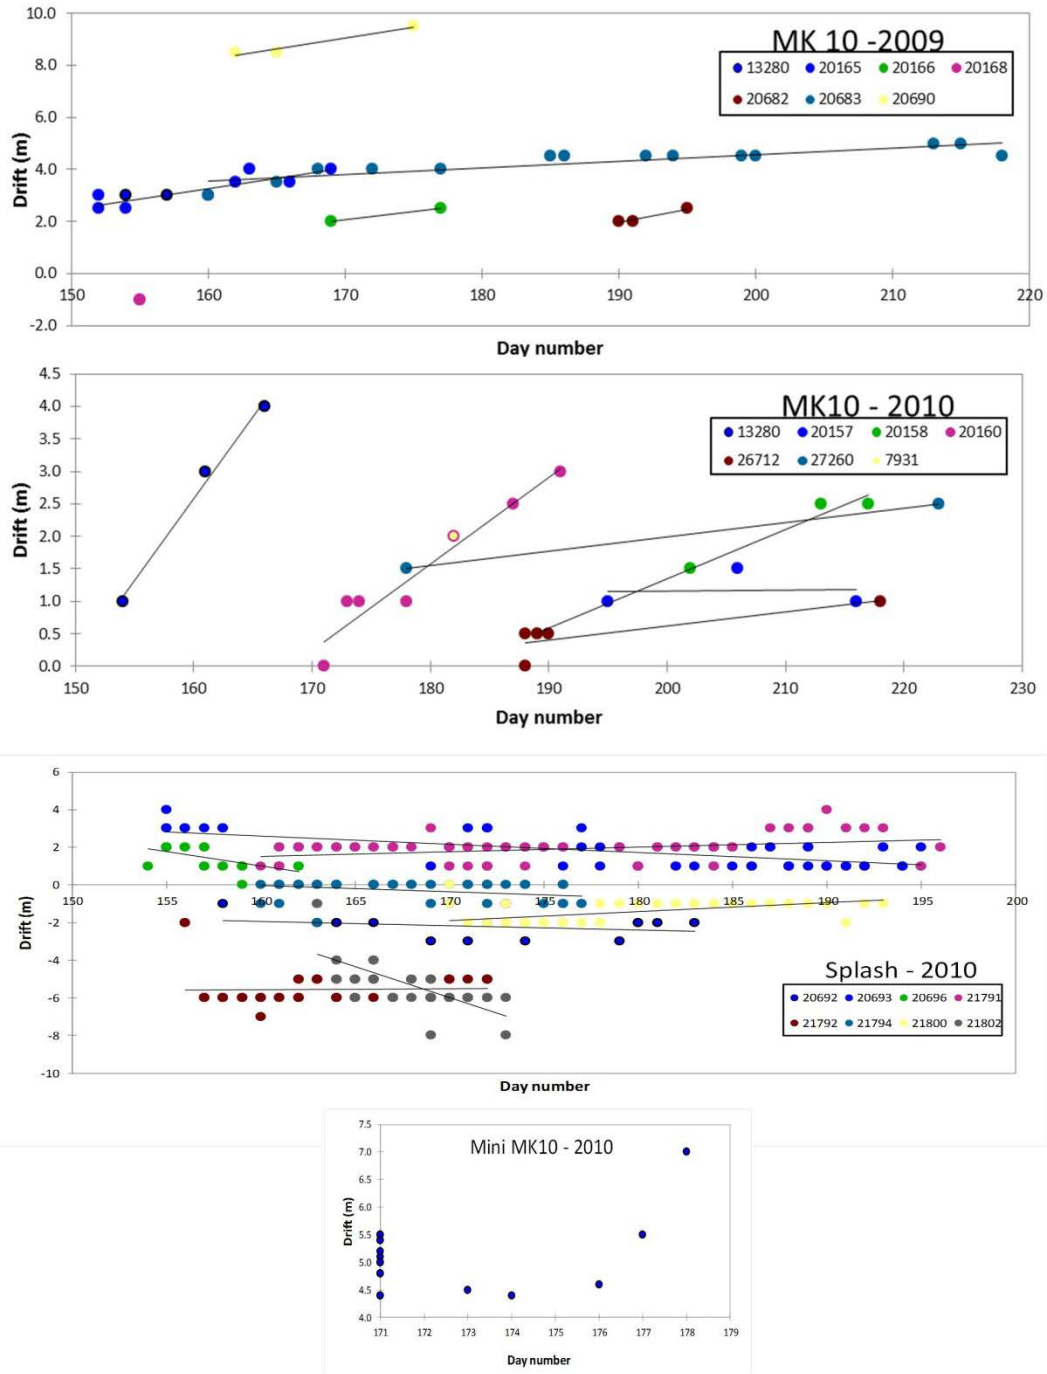 MK 10 -2009
13280 20165 20166 20168
20682 20683 20690
Drift (m)
10.0
8.0
6.0
4.0
2.0
0.0
-2.0
150 160 170 180 190 200 210 220
Day number
MK10 - 2010
13280 20157 20158 20160
26712 27260 7931
Drift (m)
4.5
4.0
3.5
3.0
2.5
2.0
1.5
1.0
0.5
0.0
150 160 170 180 190 200 210 220 230
Day number
6
4
2
0
-2
-4
-6
-8
-10
150 155 160 165 170 175 180 185 190 195 200
Drift (m)
Splash - 2010
20692 20693 20696 21791
21792 21794 21800 21802
Day number
Mini MK10 - 2010
Drift (m)
7.5
7.0
6.5
6.0
5.5
5.0
4.5
4.0
171 172 173 174 175 176 177 178 179
Day number